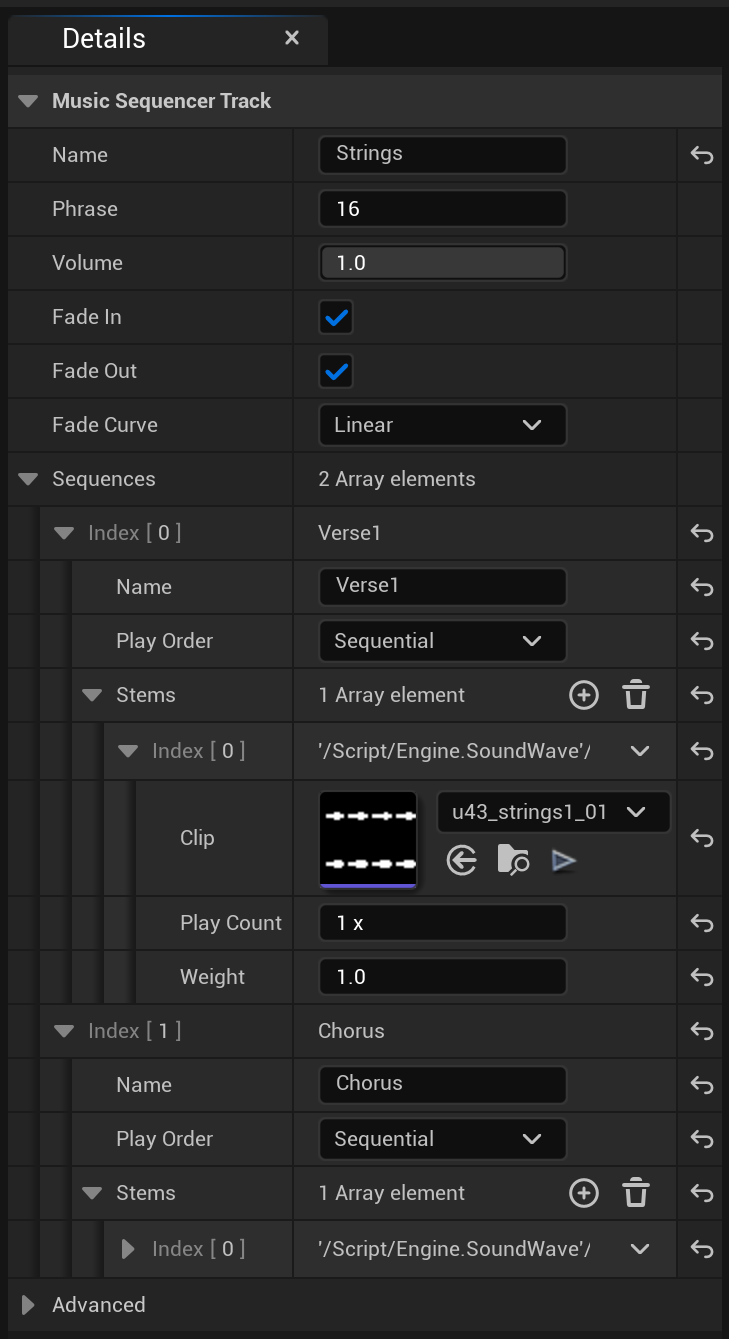 Details
Music Sequencer Track
Name Strings
Phrase 16
Volume 1.0
Fade In
Fade Out
Fade Curve Linear
Sequences 2 Array elements
Index [ 0 ] Verse1
Name Verse1
Play Order Sequential
Stems 1 Array element
Index [ 0 ] '/Script/Engine.SoundWave'/
Clip u43_strings1_01
Play Count 1 x
Weight 1.0
Index [ 1 ] Chorus
Name Chorus
Play Order Sequential
Stems 1 Array element
Index [ 0 ] '/Script/Engine.SoundWave'/
Advanced